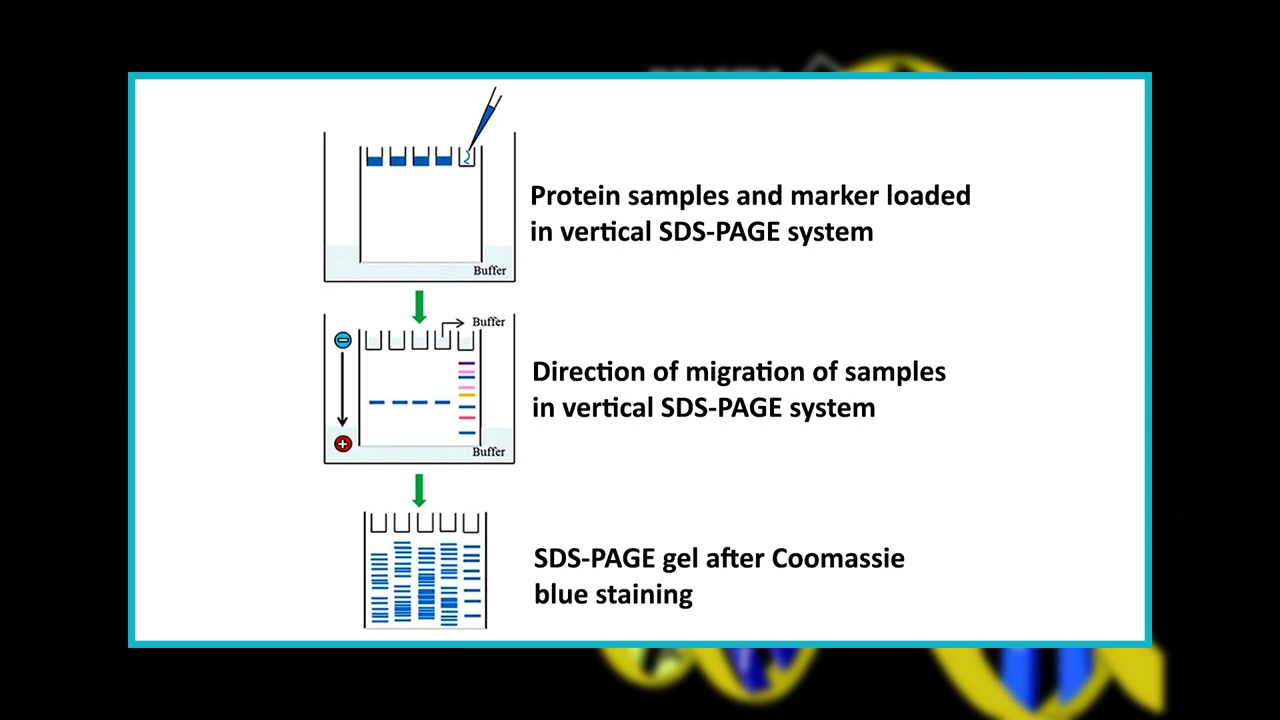 Protein samples and marker loaded
in vertical SDS-PAGE system
Buffer
Buffer
Direction of migration of samples
in vertical SDS-PAGE system
Buffer
SDS-PAGE gel after Coomassie
blue staining